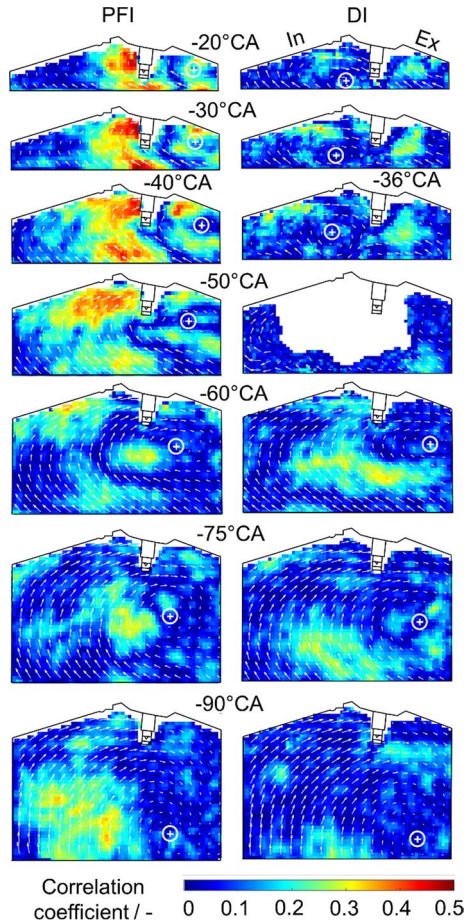 PFI DI
-20°CA In Ex
-30°CA
-40°CA -36°CA
-50°CA
-60°CA
-75°CA
-90°CA
Correlation
coefficient / -
0 0.1 0.2 0.3 0.4 0.5